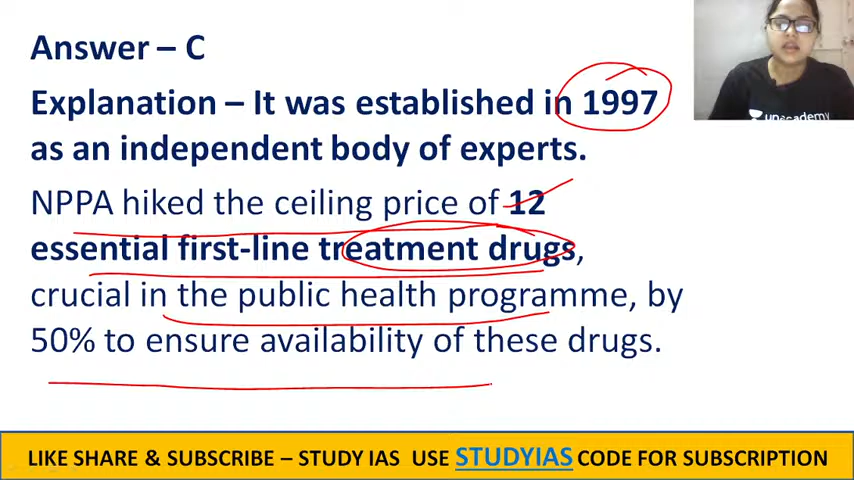 Answer – C
Explanation – It was established in 1997
as an independent body of experts.
NPPA hiked the ceiling price of 12
essential first-line treatment drugs,
crucial in the public health programme, by
50% to ensure availability of these drugs.
unacademy
LIKE SHARE & SUBSCRIBE – STUDY IAS USE STUDYIAS CODE FOR SUBSCRIPTION